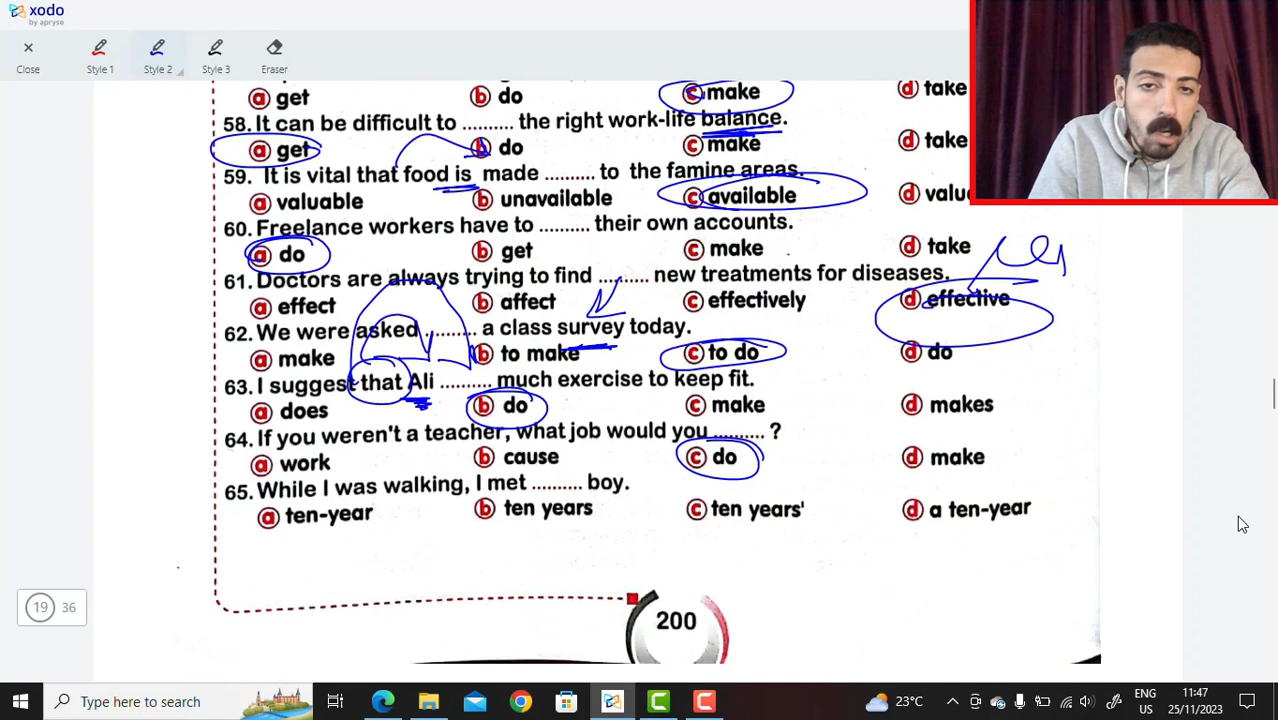 xodo
by apryse
Close
Style 1
Style 2
Style 3
Eraser
a get b do c make d take
58. It can be difficult to .......... the right work-life balance.
a get b do c make d take
59. It is vital that food is made .......... to the famine areas.
a valuable b unavailable c available d valu
60. Freelance workers have to .......... their own accounts.
a do b get c make d take
61. Doctors are always trying to find .......... new treatments for diseases.
a effect b affect c effectively d effective
62. We were asked .......... a class survey today.
a make b to make c to do d do
63. I suggest that Ali .......... much exercise to keep fit.
a does b do c make d makes
64. If you weren't a teacher, what job would you .......... ?
a work b cause c do d make
65. While I was walking, I met .......... boy.
a ten-year b ten years c ten years' d a ten-year
19 36
200
Type here to search
23°C
ENG
US
11:47
25/11/2023